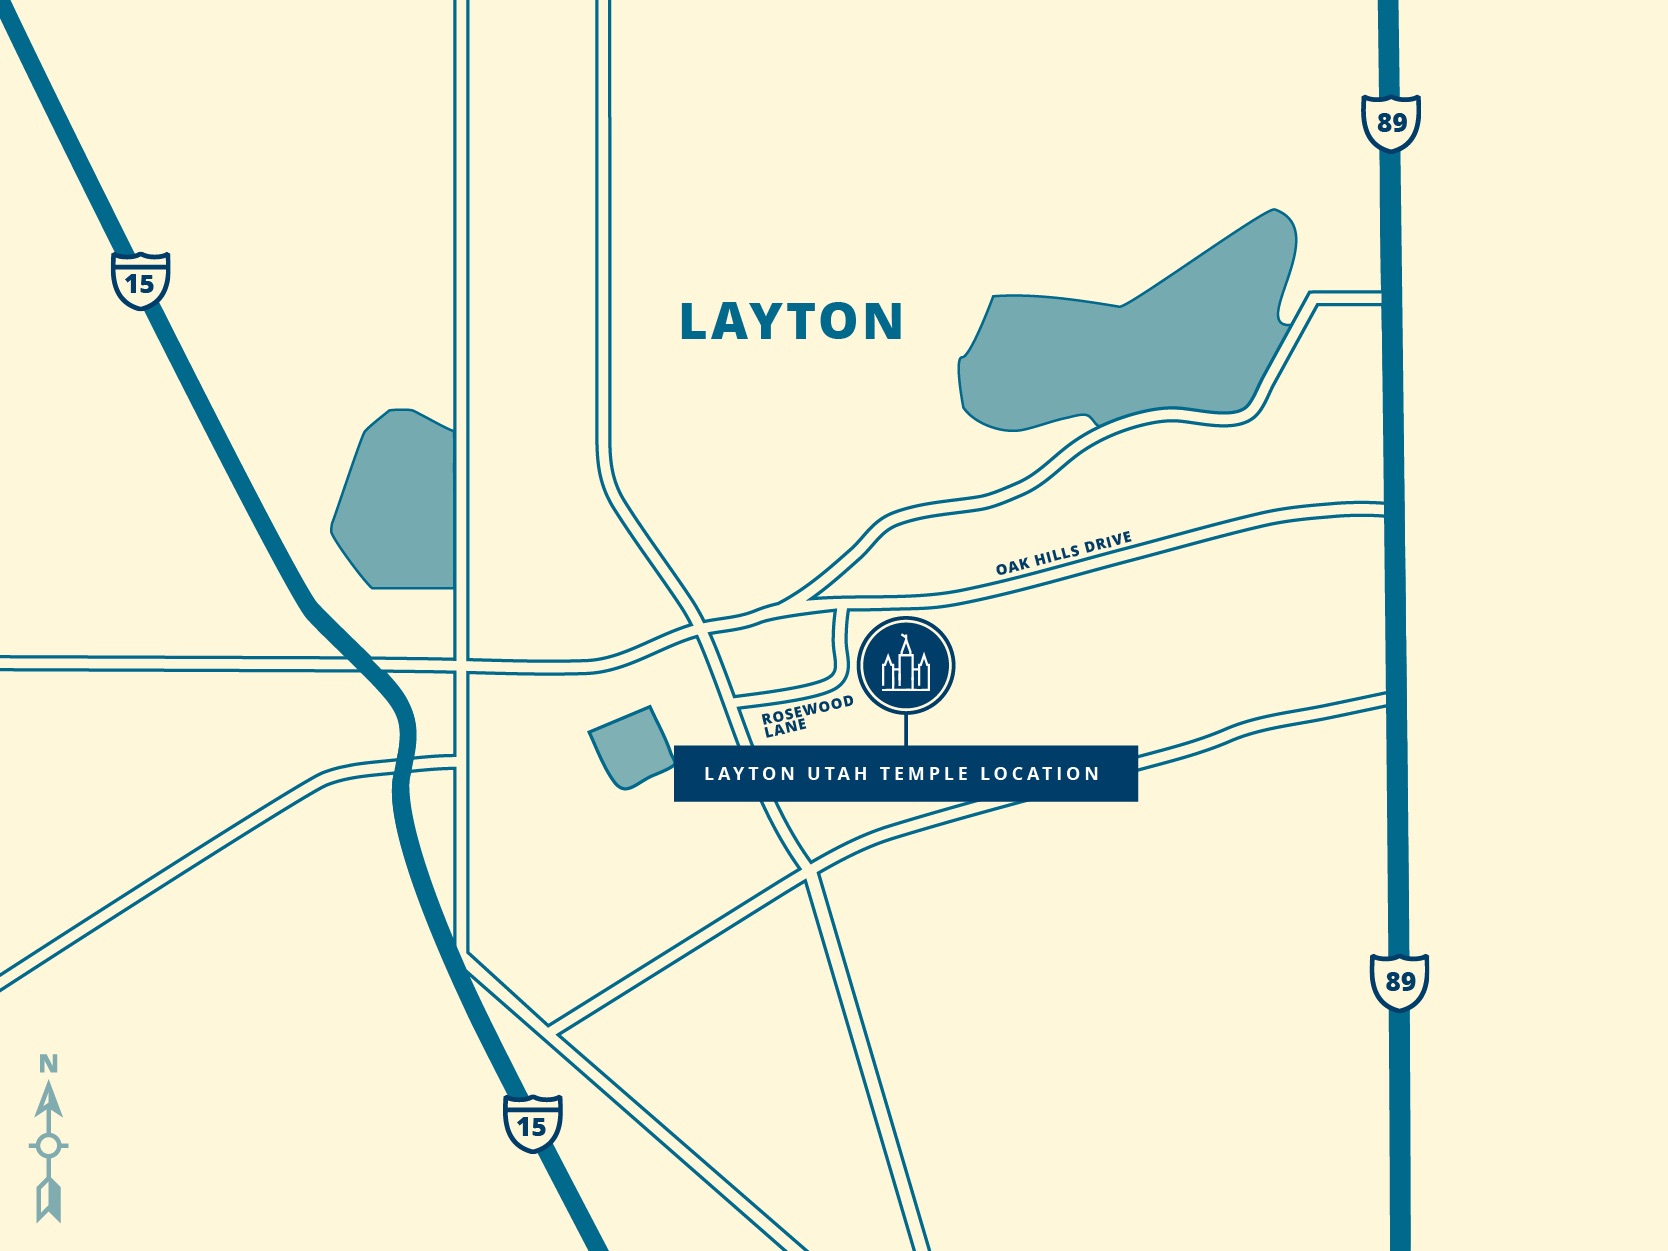 89
15
LAYTON
OAK HILLS DRIVE
ROSEWOOD
LANE
LAYTON UTAH TEMPLE LOCATION
89
N
15